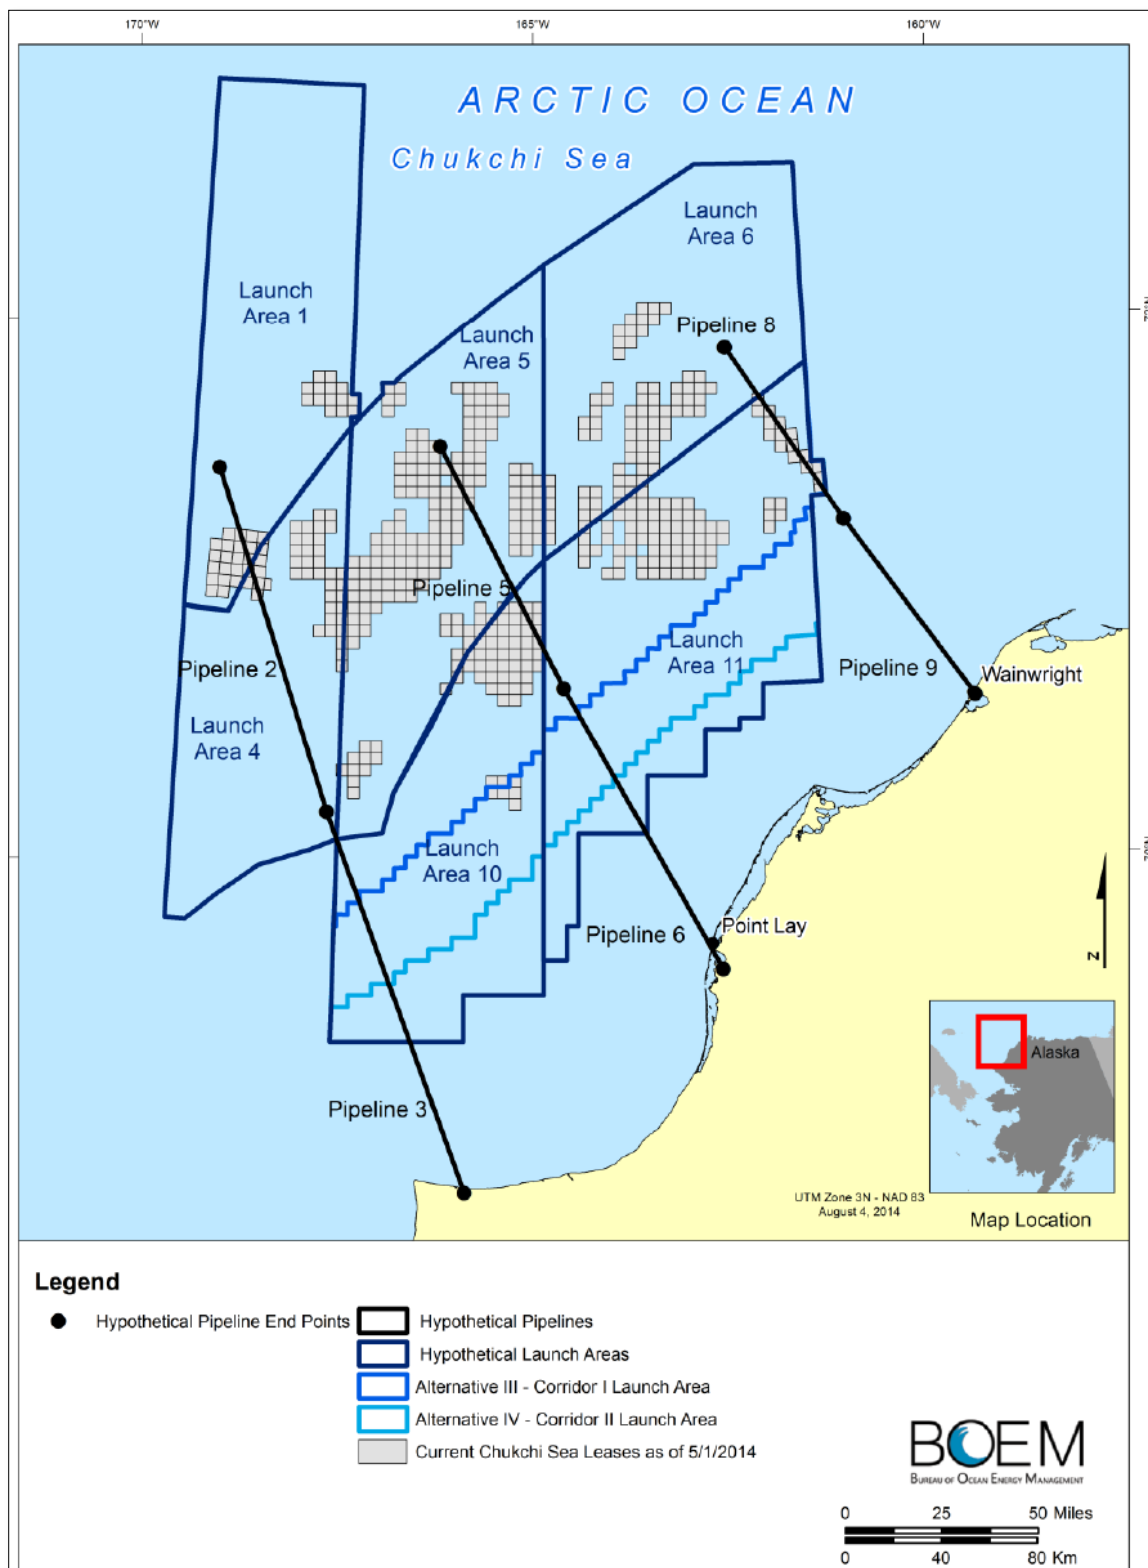 170°W 165°W 160°W
ARCTIC OCEAN
Chukchi Sea
Launch
Area 6
Launch
Area 1
Launch
Area 5
Pipeline 8
Pipeline 5
Launch
Area 11
Pipeline 2
Pipeline 9
Wainwright
Launch
Area 4
Launch
Area 10
Point Lay
Pipeline 6
N
Alaska
Pipeline 3
UTM Zone 3N - NAD 83
August 4, 2014
Map Location
Legend
Hypothetical Pipeline End Points
Hypothetical Pipelines
Hypothetical Launch Areas
Alternative III - Corridor I Launch Area
Alternative IV - Corridor II Launch Area
Current Chukchi Sea Leases as of 5/1/2014
BOEM
BUREAU OF OCEAN ENERGY MANAGEMENT
0 25 50 Miles
0 40 80 Km